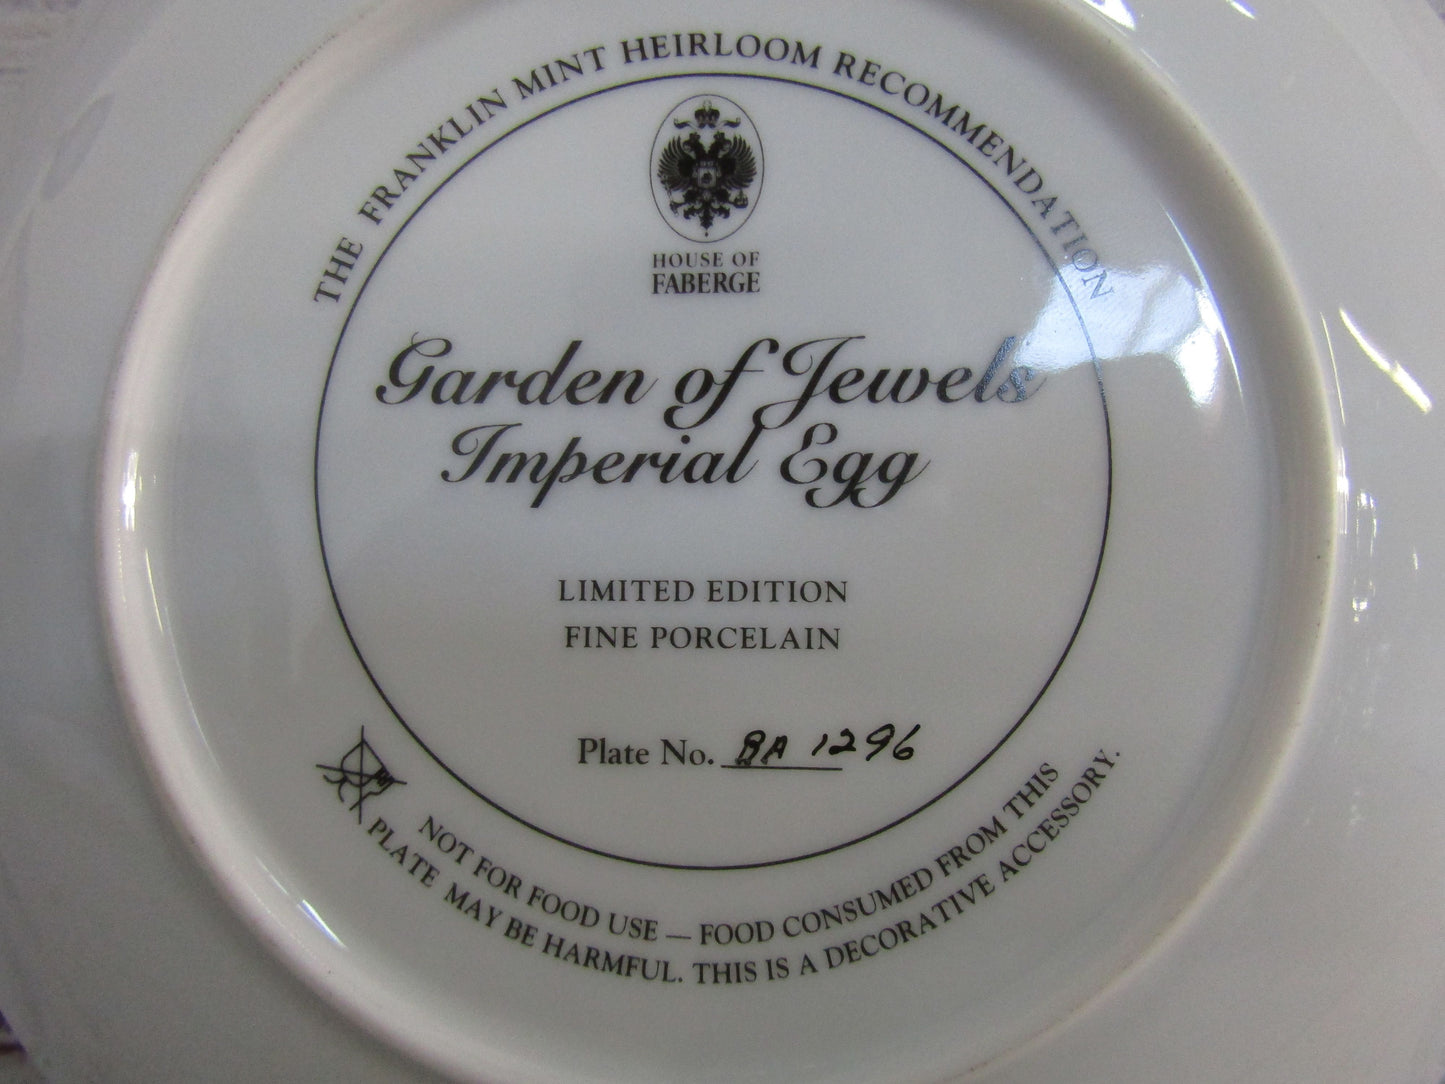 THE FRANKLIN MINT HEIRLOOM RECOMMENDATION
HOUSE OF
FABERGE
Garden of Jewels
Imperial Egg
LIMITED EDITION
FINE PORCELAIN
Plate No. BA 1296
NOT FOR FOOD USE — FOOD CONSUMED FROM THIS
PLATE MAY BE HARMFUL. THIS IS A DECORATIVE ACCESSORY.